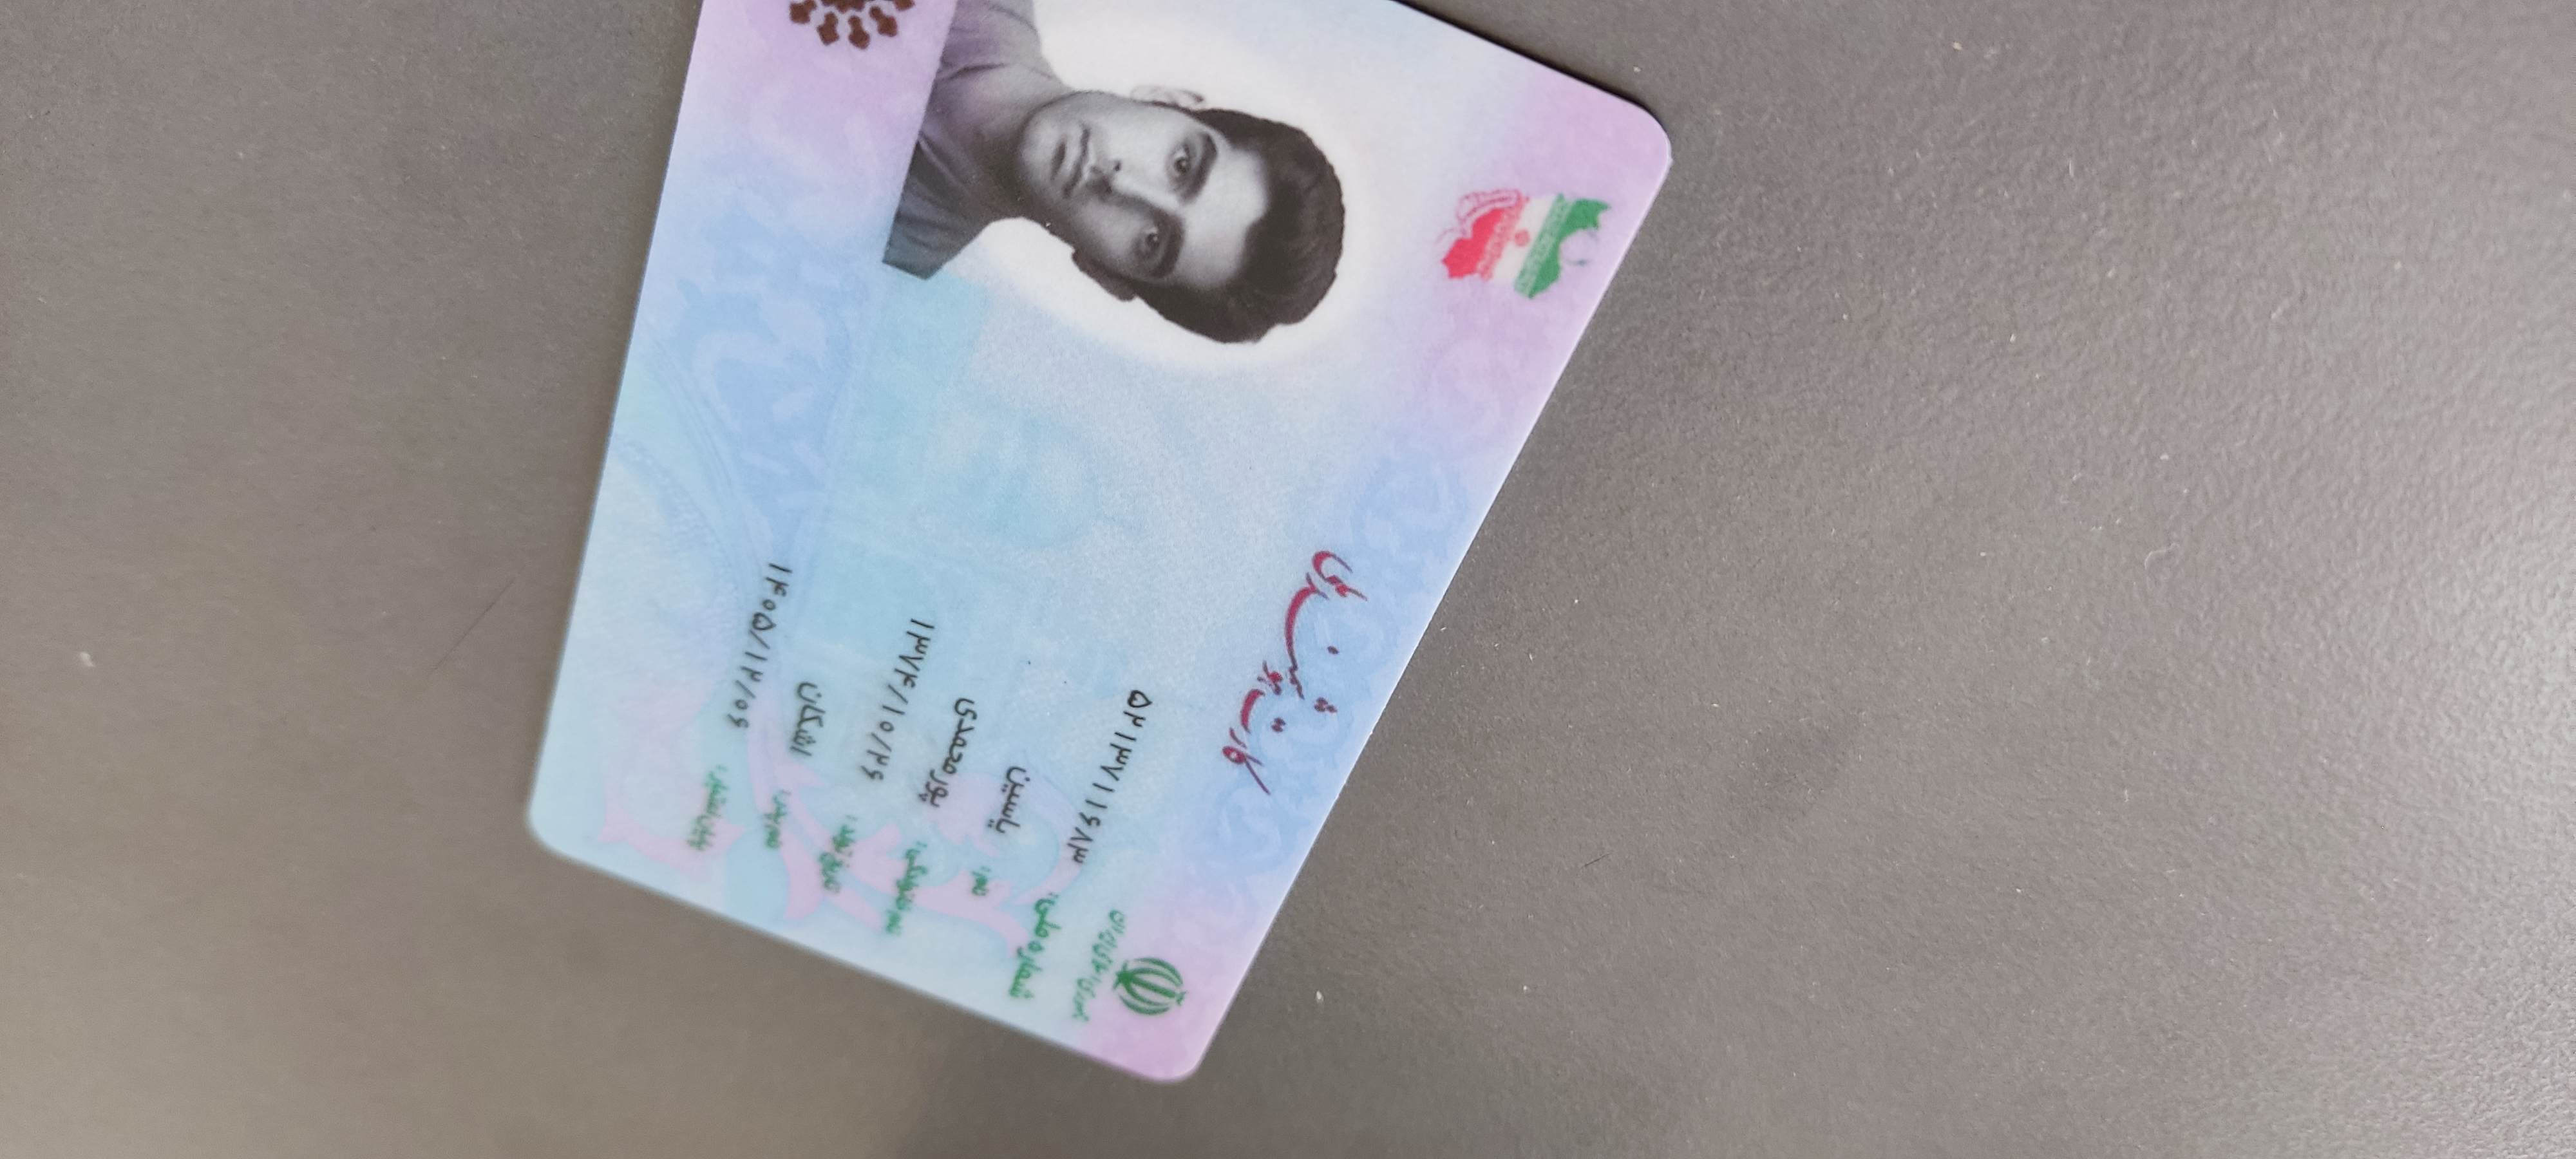 جمهوری اسلامی ایران
کارت هوشمند ملی
شماره ملی: ۵۲۱۳۷۱۱۶۸۳
نام: یاسین
نام خانوادگی: پورمحمدی
تاریخ تولد: ۱۳۷۴/۱۰/۲۶
نام پدر: اشکان
پایان اعتبار: ۱۴۰۵/۱۲/۰۶